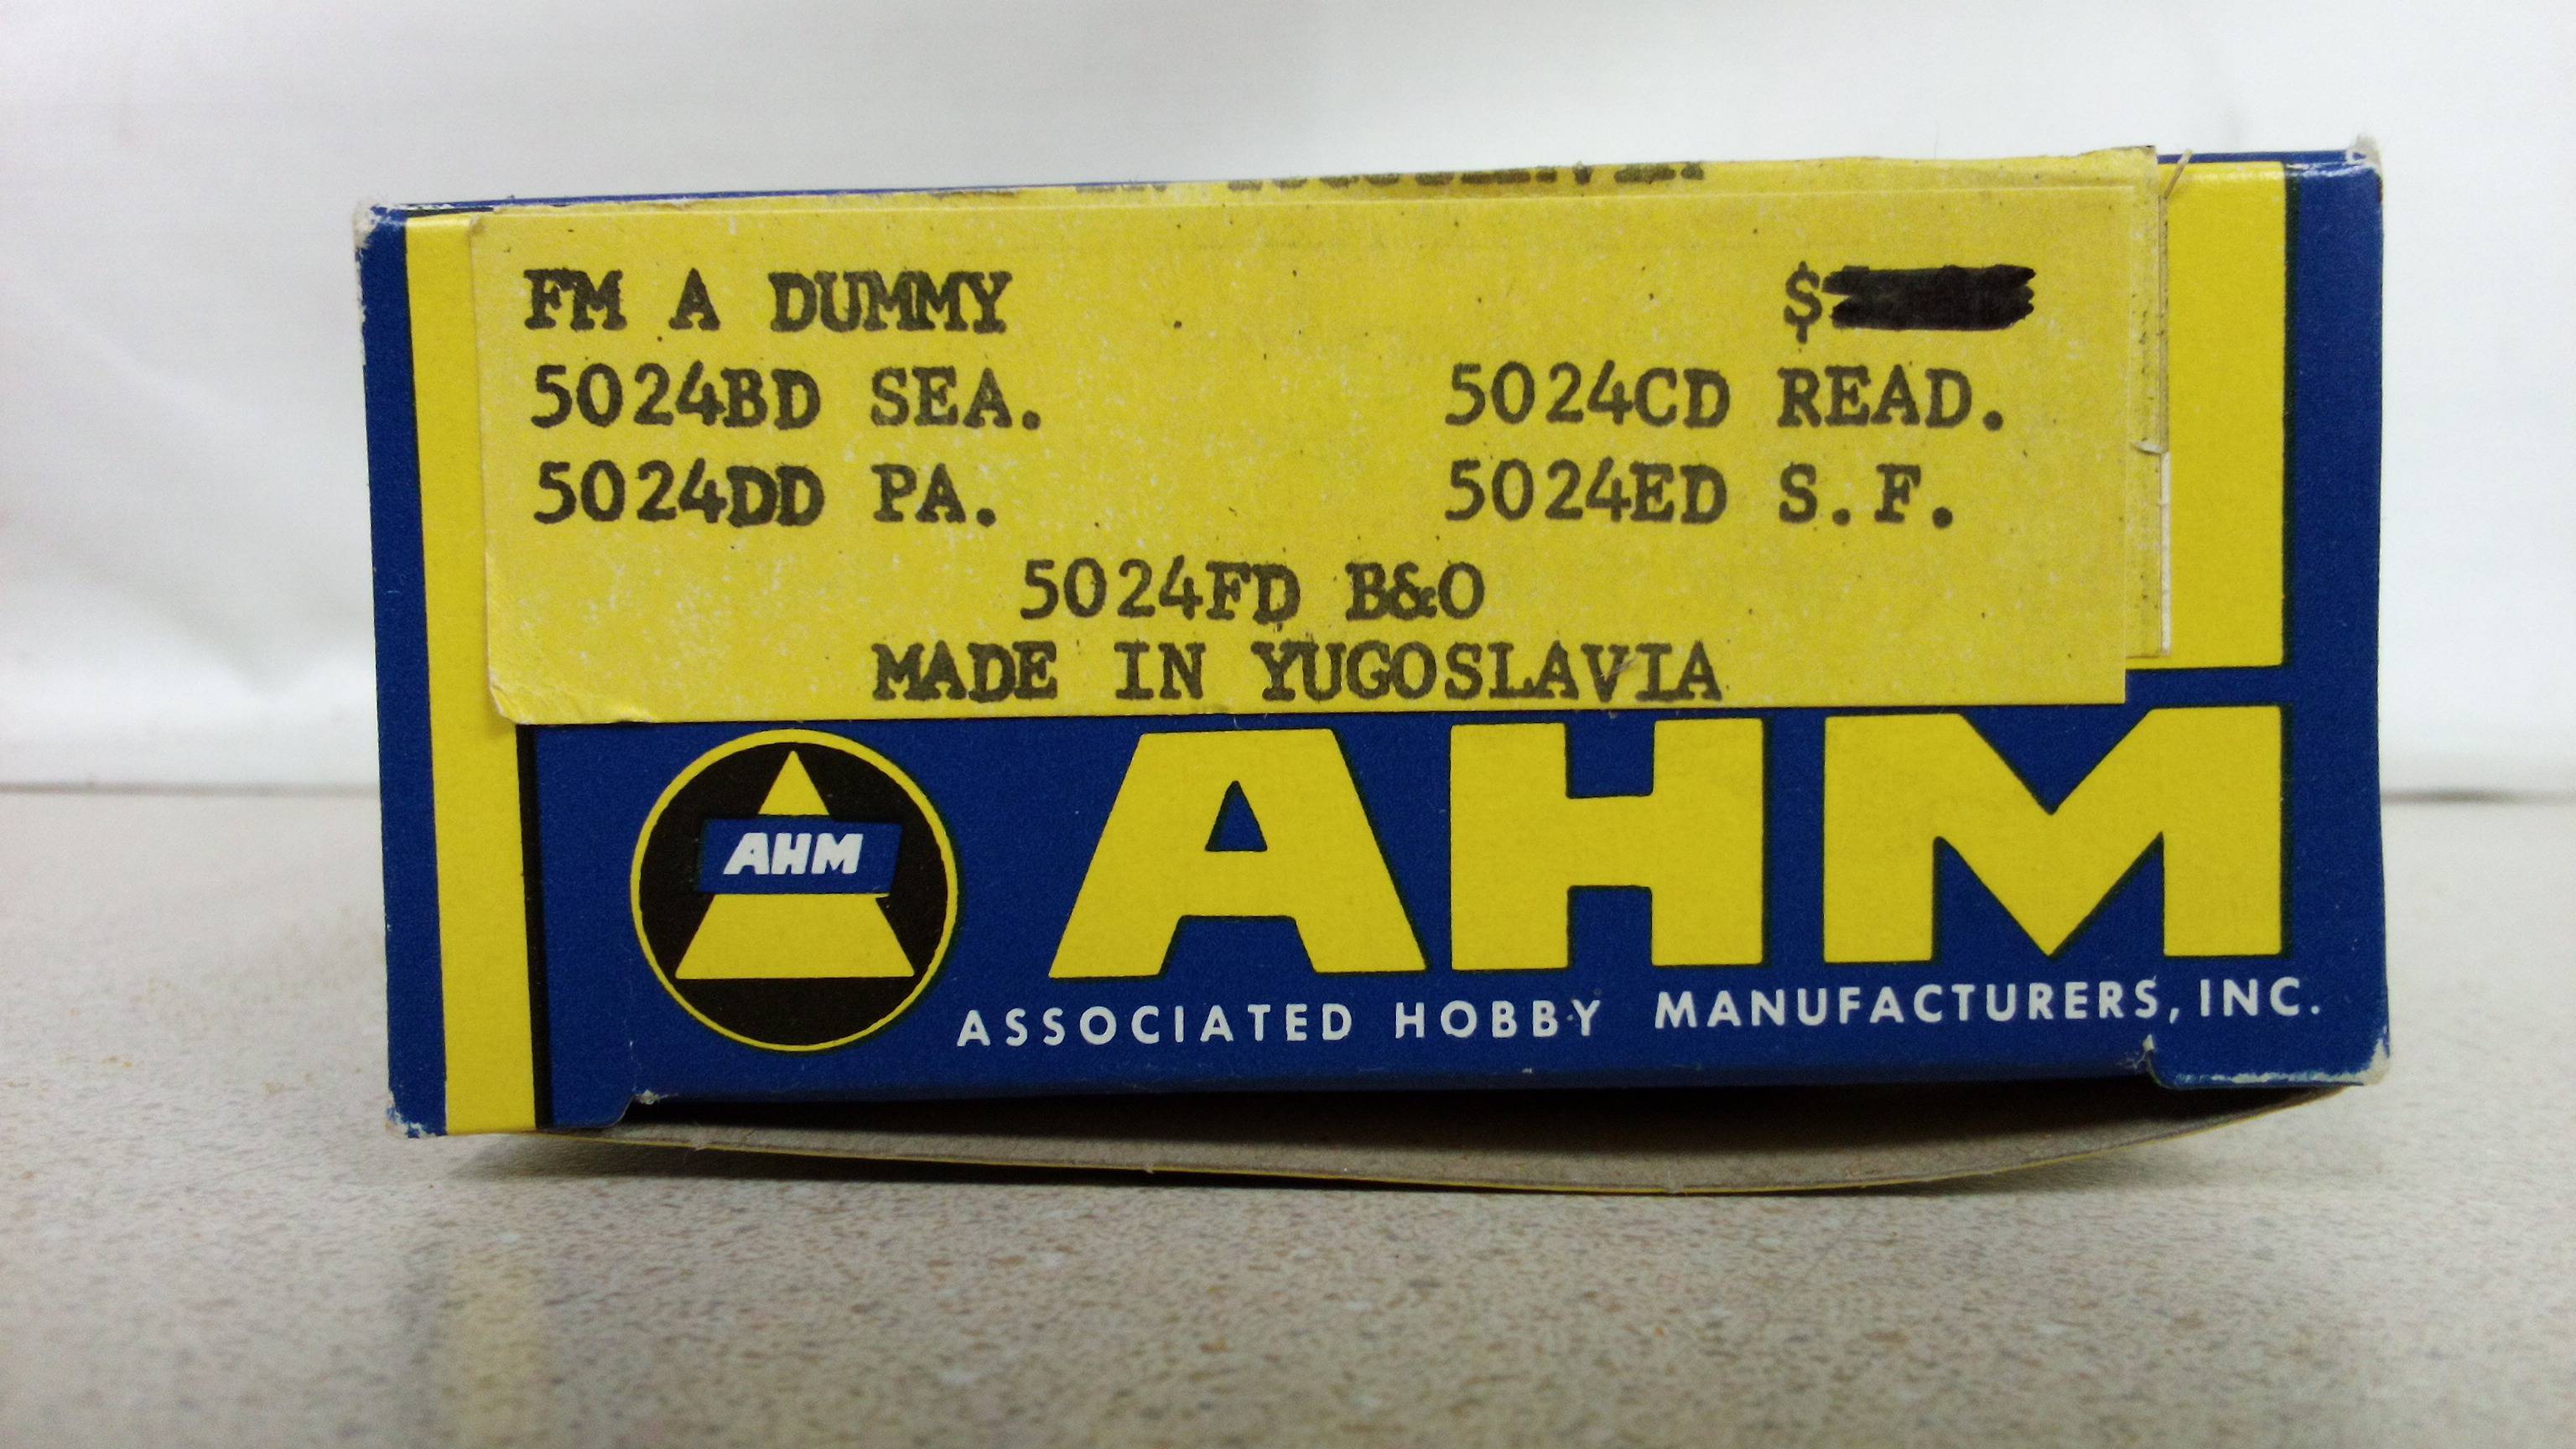 FM A DUMMY $
5024BD SEA. 5024CD READ.
5024DD PA. 5024ED S.F.
5024FD B&O
MADE IN YUGOSLAVIA
AHM
AHM
ASSOCIATED HOBBY MANUFACTURERS, INC.